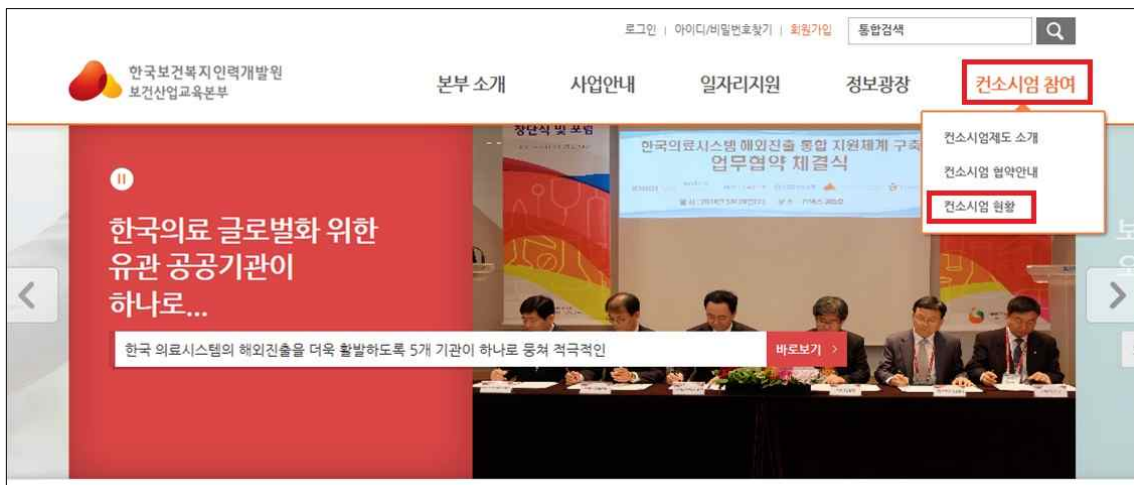 로그인 | 아이디/비밀번호찾기 | 회원가입
통합검색
한국보건복지인력개발원
보건산업교육본부
본부 소개
사업안내
일자리지원
정보광장
컨소시엄 참여
컨소시엄제도 소개
컨소시엄 협약안내
컨소시엄 현황
창단식 및 포럼
한국의료시스템 해외진출 통합 지원체계 구축
업무협약 체결식
한국의료 글로벌화 위한
유관 공공기관이
하나로...
한국 의료시스템의 해외진출을 더욱 활발하도록 5개 기관이 하나로 뭉쳐 적극적인
바로보기 >